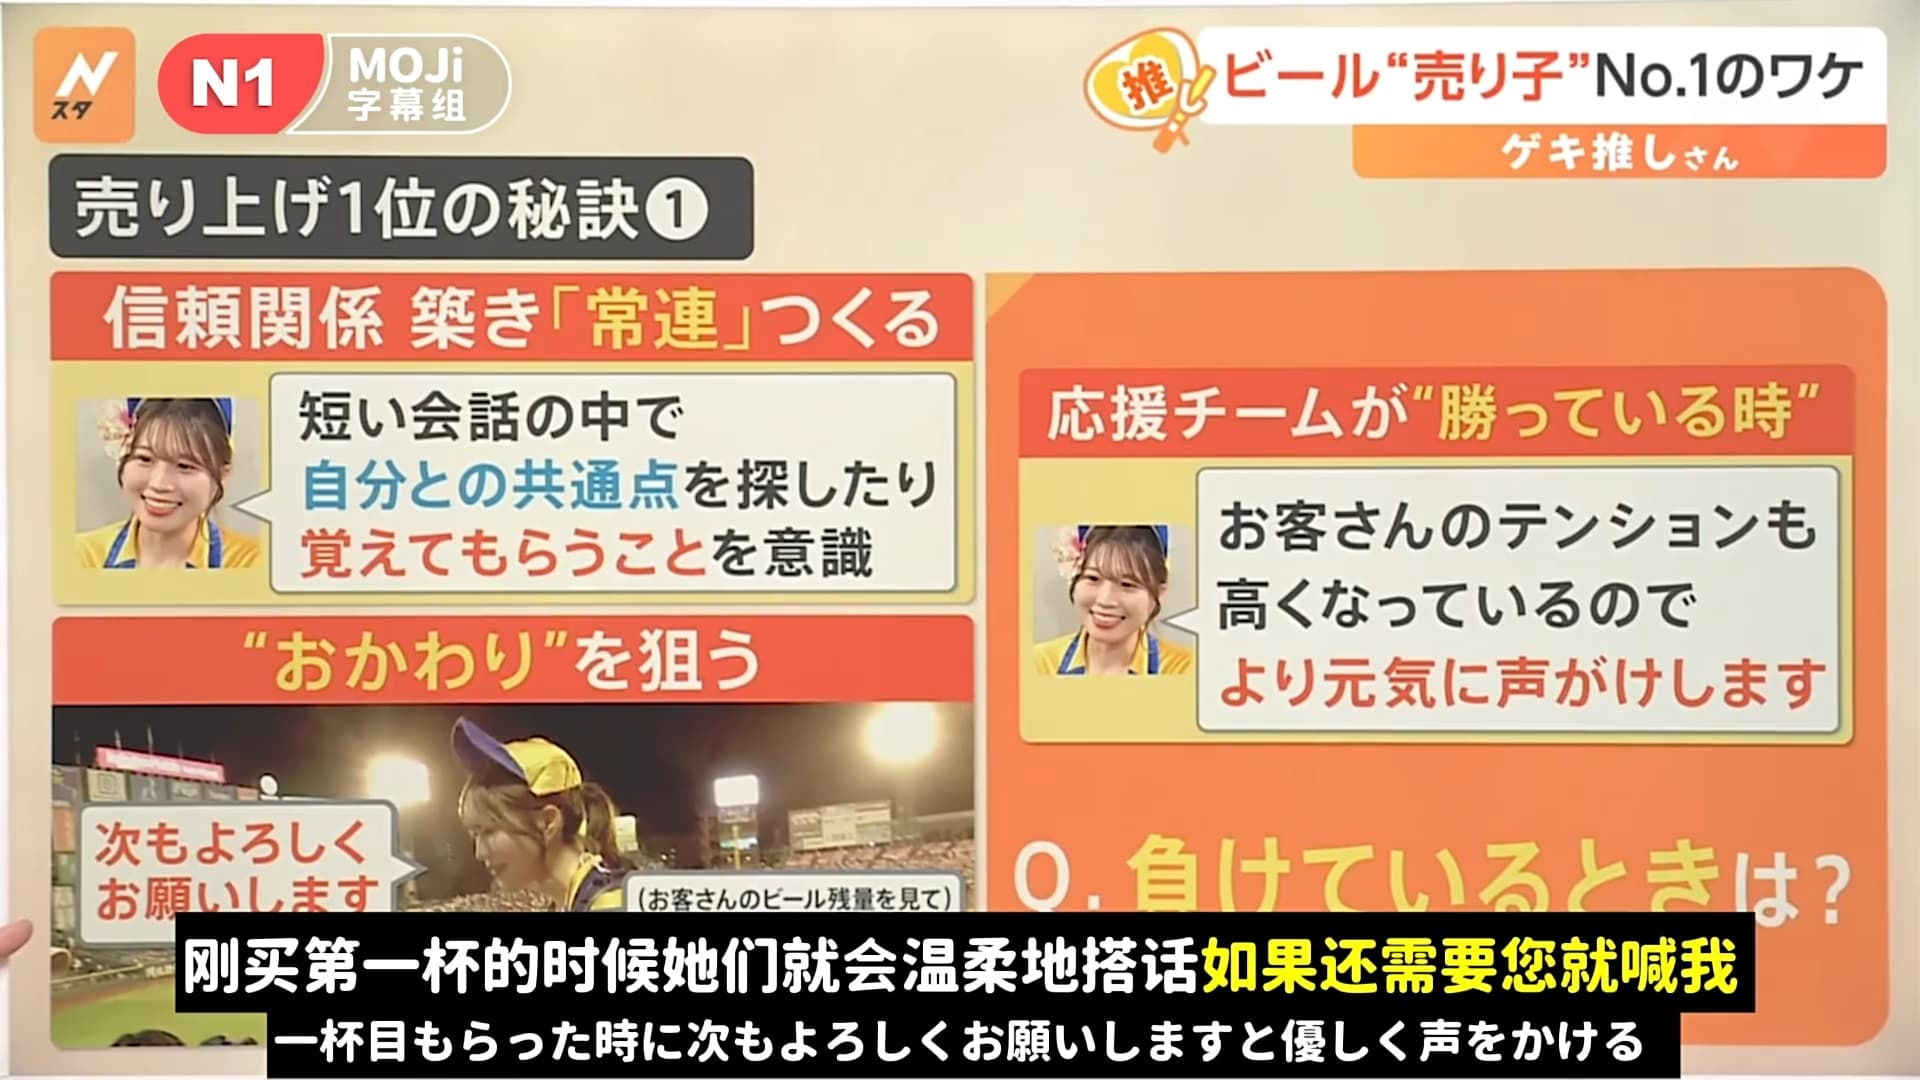 N
スタ
N1
MOJi
字幕组
推し
ビール“売り子”No.1のワケ
ゲキ推しさん
売り上げ1位の秘訣❶
信頼関係 築き「常連」つくる
短い会話の中で
自分との共通点を探したり
覚えてもらうことを意識
“おかわり”を狙う
次もよろしく
お願いします
(お客さんのビール残量を見て)
応援チームが“勝っている時”
お客さんのテンションも
高くなっているので
より元気に声がけします
Q.負けているときは?
刚买第一杯的时候她们就会温柔地搭话如果还需要您就喊我
一杯目もらった時に次もよろしくお願いしますと優しく声をかける